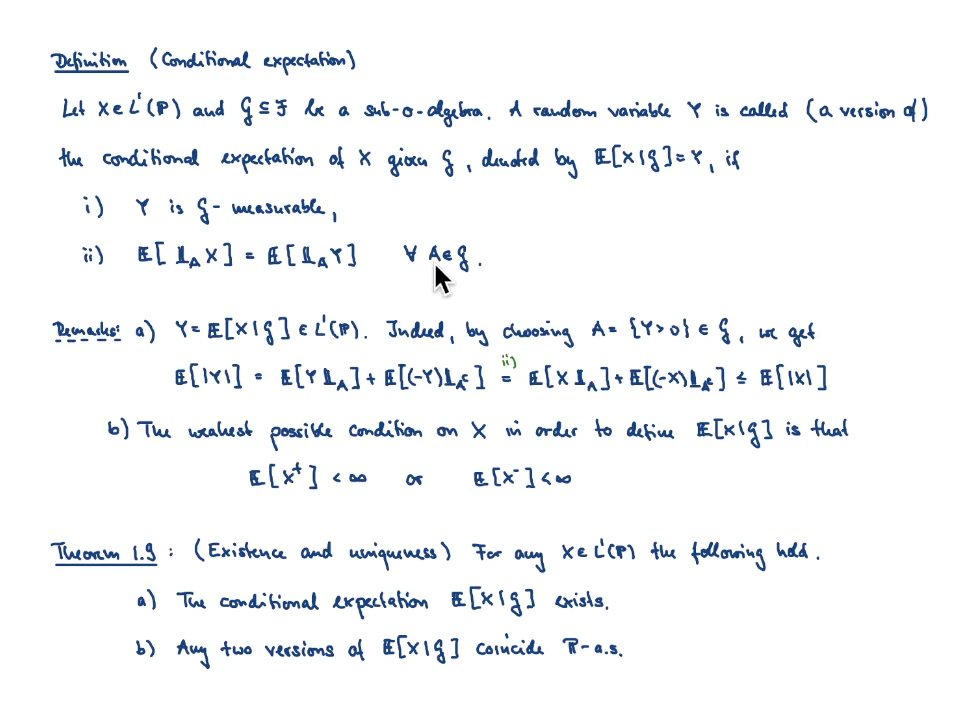 Definition (Conditional expectation)
Let X ∈ L¹(ℙ) and 𝒢 ⊆ ℱ be a sub-σ-algebra. A random variable Y is called (a version of)
the conditional expectation of X given 𝒢, denoted by 𝔼[X|𝒢]=Y, if
i) Y is 𝒢-measurable,
ii) 𝔼[𝟙_A X] = 𝔼[𝟙_A Y] ∀ A∈𝒢.
Remarks: a) Y = 𝔼[X|𝒢] ∈ L¹(ℙ). Indeed, by choosing A = {Y>0} ∈ 𝒢, we get
ii)
𝔼[|Y|] = 𝔼[Y 𝟙_A] + 𝔼[(-Y)𝟙_{A^c}] = 𝔼[X 𝟙_A] + 𝔼[(-X)𝟙_{A^c}] ≤ 𝔼[|X|]
b) The weakest possible condition on X in order to define 𝔼[X|𝒢] is that
𝔼[X⁺] < ∞ or 𝔼[X⁻] < ∞
Theorem 1.9: (Existence and uniqueness) For any X ∈ L¹(ℙ) the following hold.
a) The conditional expectation 𝔼[X|𝒢] exists.
b) Any two versions of 𝔼[X|𝒢] coincide ℙ-a.s.